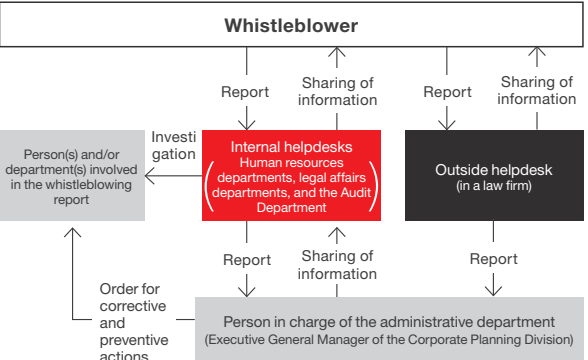 Whistleblower
Report
Sharing of
information
Report
Sharing of
information
Person(s) and/or
department(s) involved
in the whistleblowing
report
Investi
gation
Internal helpdesks
(Human resources
departments, legal affairs
departments, and the Audit
Department)
Outside helpdesk
(in a law firm)
Report
Sharing of
information
Report
Order for
corrective
and
preventive
actions
Person in charge of the administrative department
(Executive General Manager of the Corporate Planning Division)